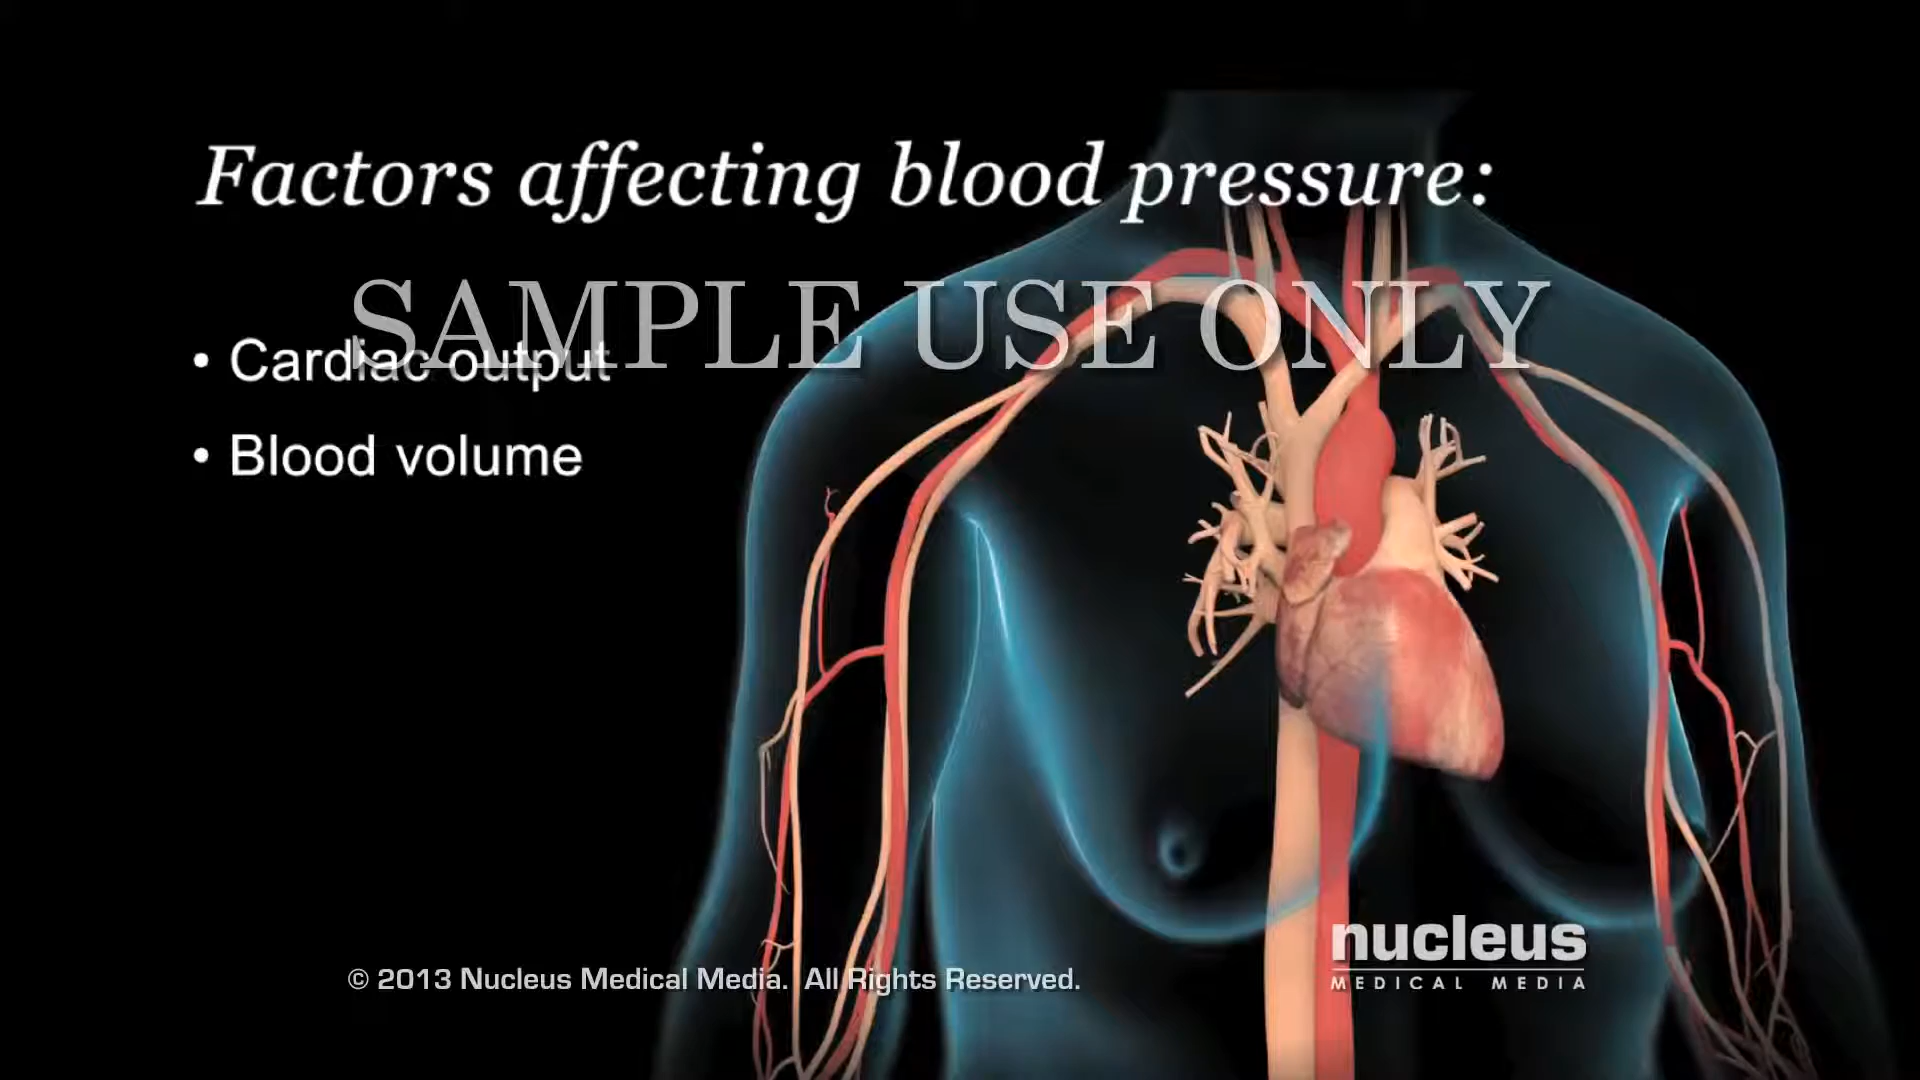 Factors affecting blood pressure:
SAMPLE USE ONLY
• Cardiac output
• Blood volume
nucleus
MEDICAL MEDIA
© 2013 Nucleus Medical Media. All Rights Reserved.